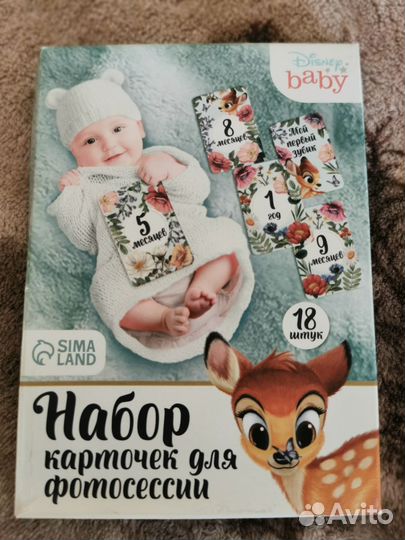 Disney
baby
8
месяцев
Мой
первый
зубик
5
месяцев
1
год
9
месяцев
18
штук
SIMA
LAND
Набор
карточек для
фотосессии
Avito